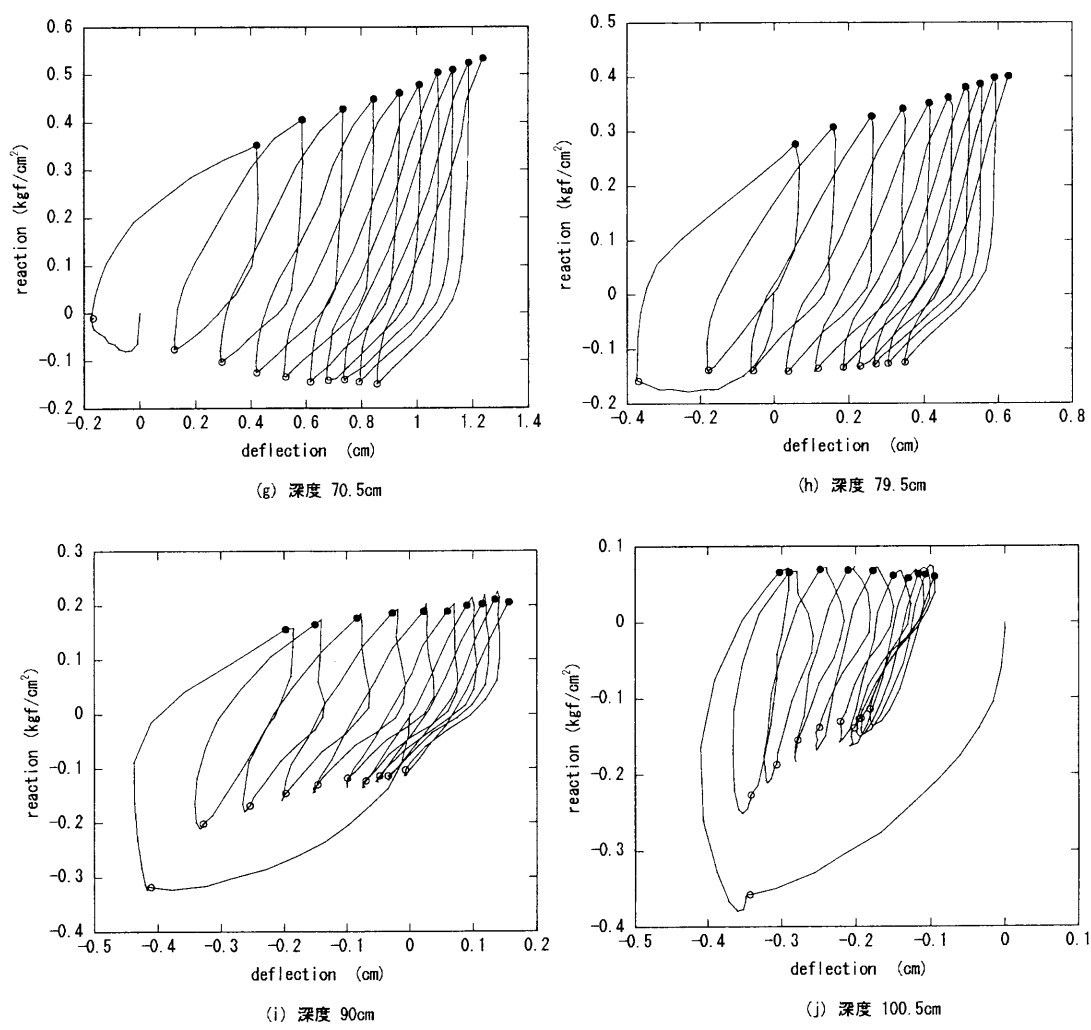 0.6
0.5
0.4
0.3
0.2
0.1
0
-0.1
-0.2
reaction (kgf/cm²)
-0.2 0 0.2 0.4 0.6 0.8 1 1.2 1.4
deflection (cm)
(g) 深度 70.5cm
0.5
0.4
0.3
0.2
0.1
0
-0.1
-0.2
reaction (kgf/cm²)
-0.4 -0.2 0 0.2 0.4 0.6 0.8
deflection (cm)
(h) 深度 79.5cm
0.3
0.2
0.1
0
-0.1
-0.2
-0.3
-0.4
reaction (kgf/cm²)
-0.5 -0.4 -0.3 -0.2 -0.1 0 0.1 0.2
deflection (cm)
(i) 深度 90cm
0.1
0
-0.1
-0.2
-0.3
-0.4
reaction (kgf/cm²)
-0.5 -0.4 -0.3 -0.2 -0.1 0 0.1
deflection (cm)
(j) 深度 100.5cm